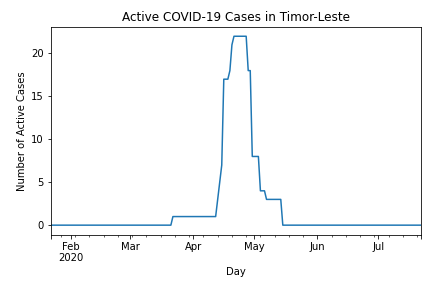 Active COVID-19 Cases in Timor-Leste
Number of Active Cases
20
15
10
5
0
Feb
2020
Mar
Apr
May
Jun
Jul
Day